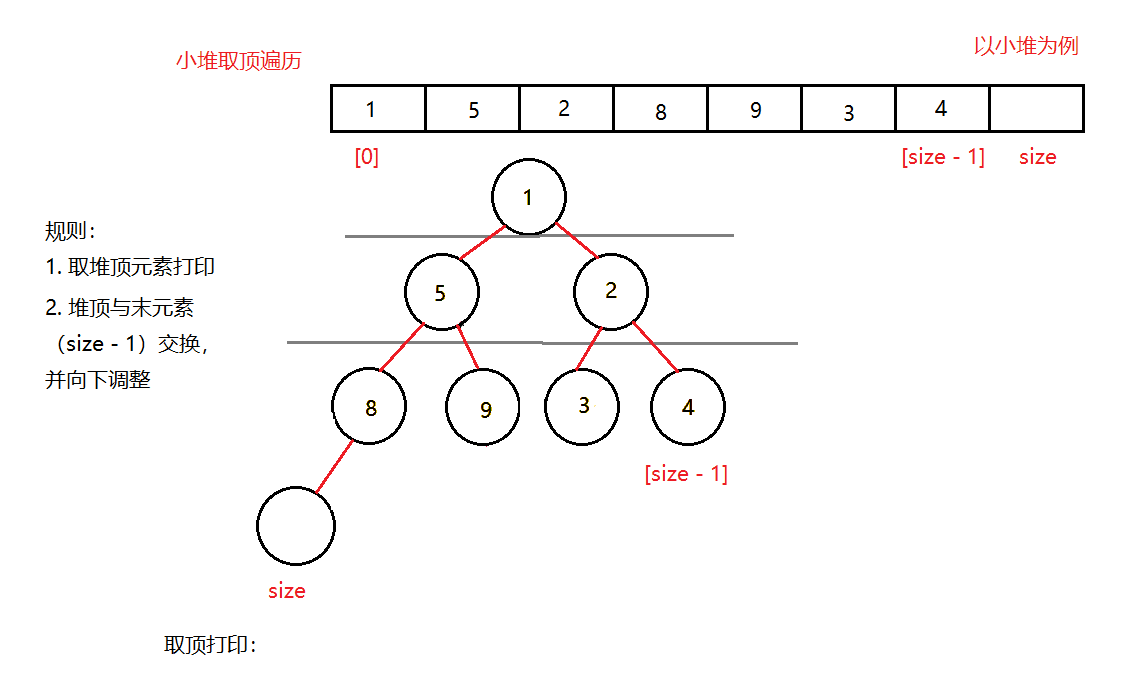 小堆取顶遍历
以小堆为例
1 5 2 8 9 3 4
[0] [size - 1] size
1
规则：
1. 取堆顶元素打印
2. 堆顶与末元素
（size - 1）交换，
并向下调整
5 2
8 9 3 4
[size - 1]
size
取顶打印：